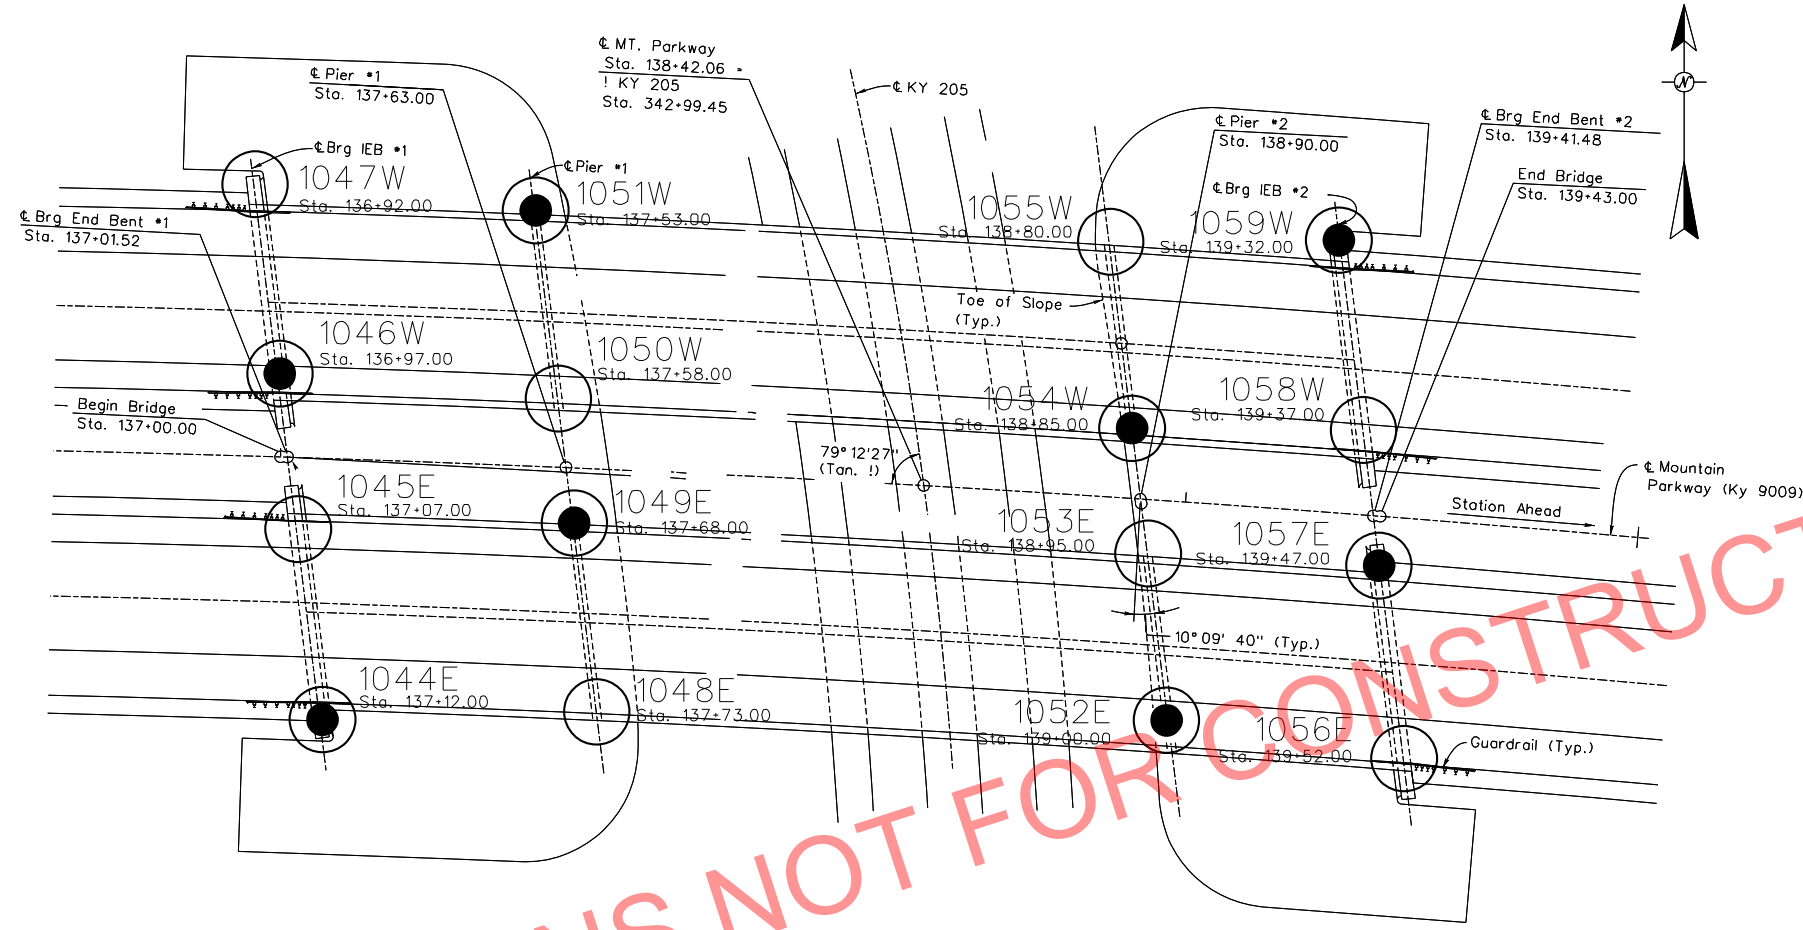 ℄ MT. Parkway
Sta. 138+42.06 =
! KY 205
Sta. 342+99.45
℄ Pier #1
Sta. 137+63.00
℄ KY 205
N
℄ Pier #2
Sta. 138+90.00
℄ Brg End Bent #2
Sta. 139+41.48
End Bridge
Sta. 139+43.00
℄ Brg IEB #1
1047W
Sta. 136+92.00
℄ Pier #1
1051W
Sta. 137+53.00
℄ Brg IEB #2
1055W
Sta. 138+80.00
1059W
Sta. 139+32.00
℄ Brg End Bent #1
Sta. 137+01.52
Toe of Slope
(Typ.)
1046W
Sta. 136+97.00
1050W
Sta. 137+58.00
1054W
Sta. 138+85.00
1058W
Sta. 139+37.00
Begin Bridge
Sta. 137+00.00
79°12'27"
(Tan. !)
℄ Mountain
Parkway (Ky 9009)
Station Ahead
1045E
Sta. 137+07.00
1049E
Sta. 137+68.00
1053E
Sta. 138+95.00
1057E
Sta. 139+47.00
10°09' 40" (Typ.)
1044E
Sta. 137+12.00
1048E
Sta. 137+73.00
1052E
Sta. 139+00.00
1056E
Sta. 139+52.00
Guardrail (Typ.)
NOT FOR